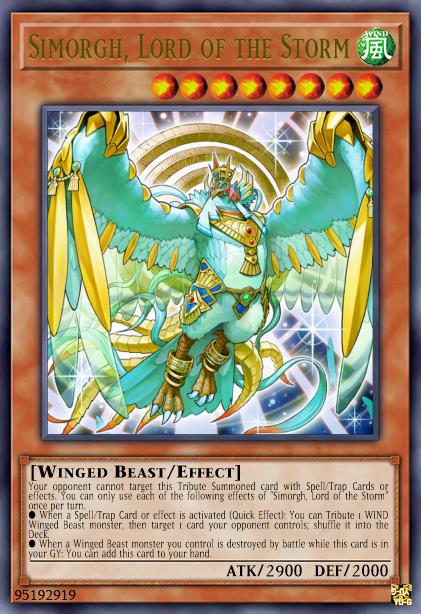 Simorgh, Lord of the Storm
WIND
風
[Winged Beast/Effect]
Your opponent cannot target this Tribute Summoned card with Spell/Trap Cards or
effects. You can only use each of the following effects of "Simorgh, Lord of the Storm"
once per turn.
● When a Spell/Trap Card or effect is activated (Quick Effect): You can Tribute 1 WIND
Winged Beast monster, then target 1 card your opponent controls; shuffle it into the
Deck.
● When a Winged Beast monster you control is destroyed by battle while this card is in
your GY: You can add this card to your hand.
ATK/2900 DEF/2000
95192919